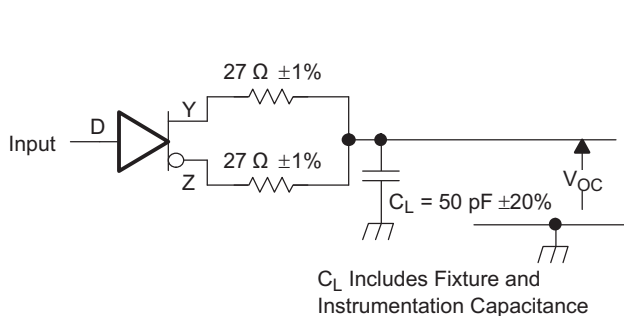 27 Ω ±1%
Y
D
Input
27 Ω ±1%
Z
V_OC
C_L = 50 pF ±20%
C_L Includes Fixture and
Instrumentation Capacitance